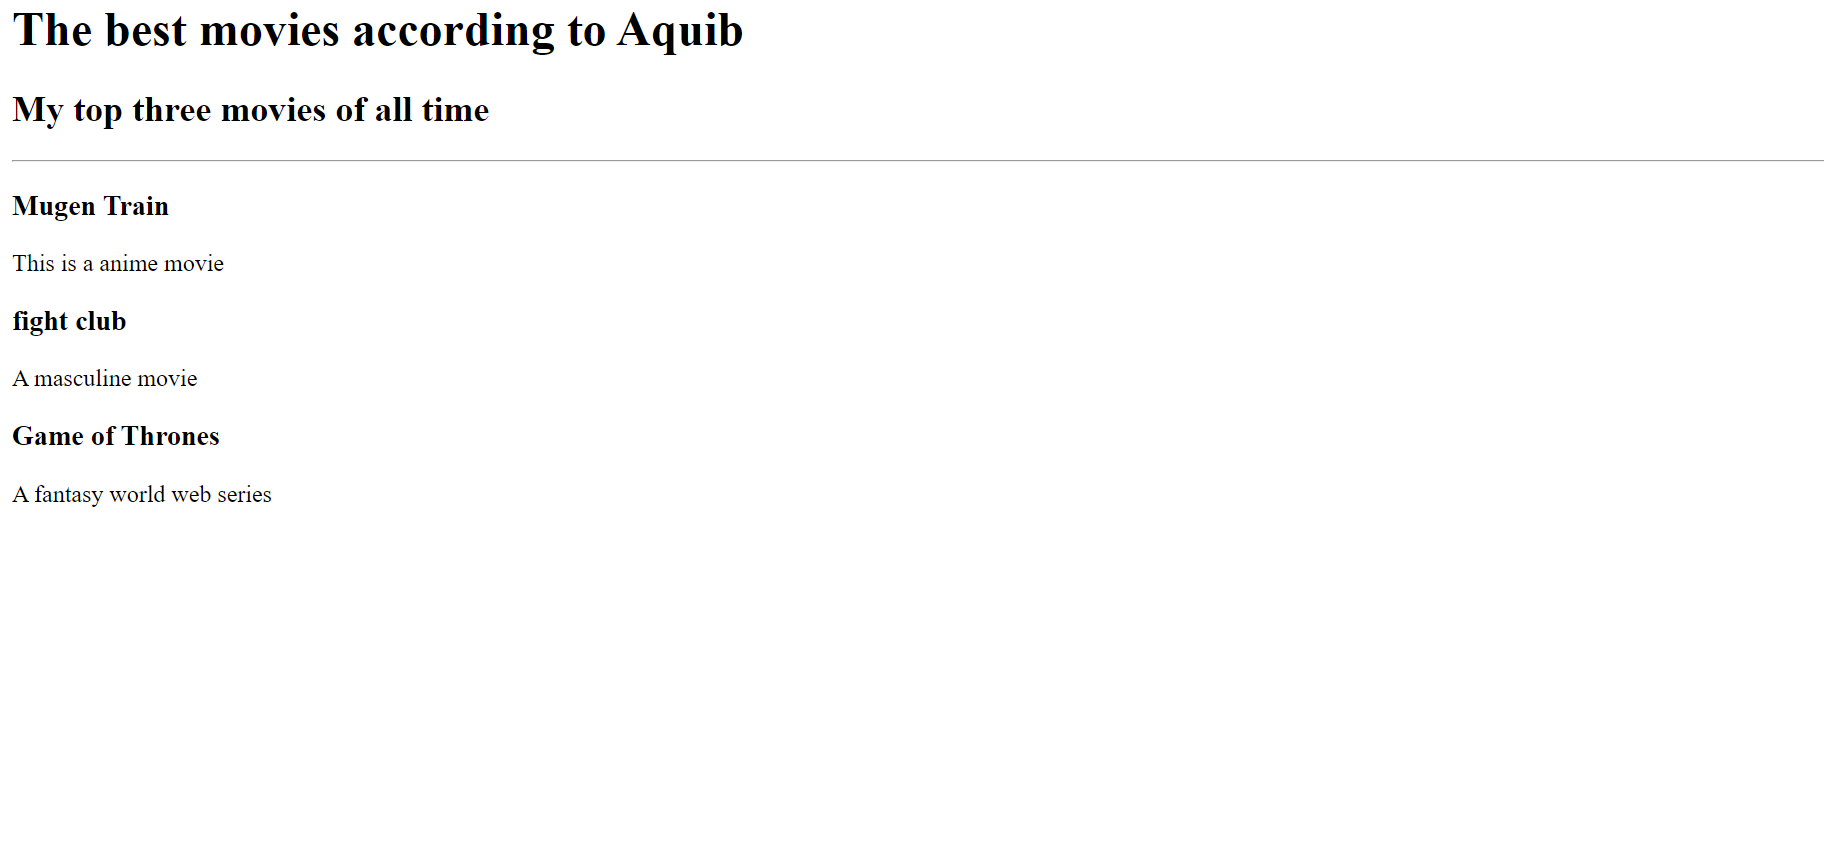 The best movies according to Aquib
My top three movies of all time
Mugen Train
This is a anime movie
fight club
A masculine movie
Game of Thrones
A fantasy world web series